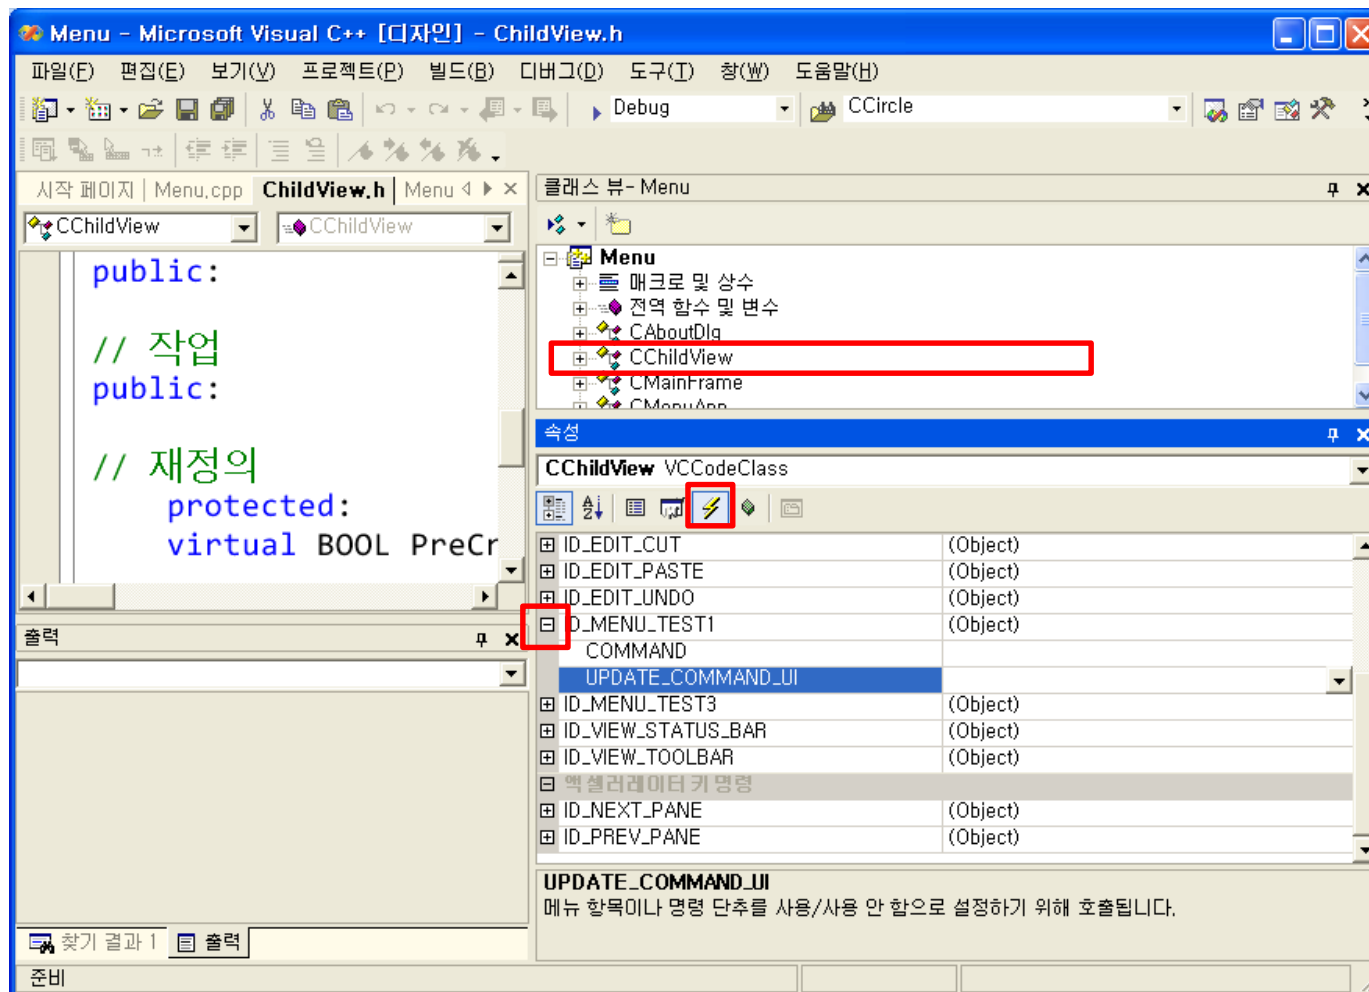 Menu - Microsoft Visual C++ [디자인] - ChildView.h
파일(F) 편집(E) 보기(V) 프로젝트(P) 빌드(B) 디버그(D) 도구(T) 창(W) 도움말(H)
Debug CCircle
시작 페이지 | Menu.cpp ChildView.h | Menu
CChildView CChildView
public:
// 작업
public:
// 재정의
protected:
virtual BOOL PreCr
출력
찾기 결과 1 출력
클래스 뷰- Menu
Menu
매크로 및 상수
전역 함수 및 변수
CAboutDlg
CChildView
CMainFrame
CMenuApp
속성
CChildView VCCodeClass
ID_EDIT_CUT (Object)
ID_EDIT_PASTE (Object)
ID_EDIT_UNDO (Object)
ID_MENU_TEST1 (Object)
COMMAND
UPDATE_COMMAND_UI
ID_MENU_TEST3 (Object)
ID_VIEW_STATUS_BAR (Object)
ID_VIEW_TOOLBAR (Object)
액셀러레이터 키 명령
ID_NEXT_PANE (Object)
ID_PREV_PANE (Object)
UPDATE_COMMAND_UI
메뉴 항목이나 명령 단추를 사용/사용 안 함으로 설정하기 위해 호출됩니다.
준비